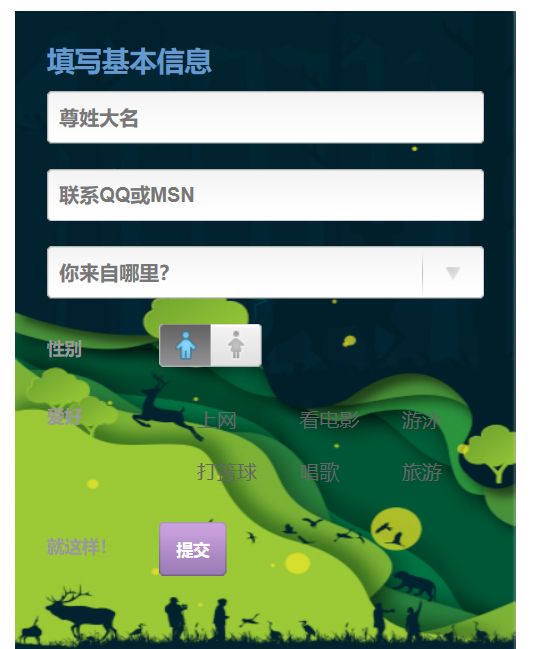 填写基本信息
尊姓大名
联系QQ或MSN
你来自哪里?
性别
爱好 上网 看电影 游泳
打篮球 唱歌 旅游
就这样! 提交